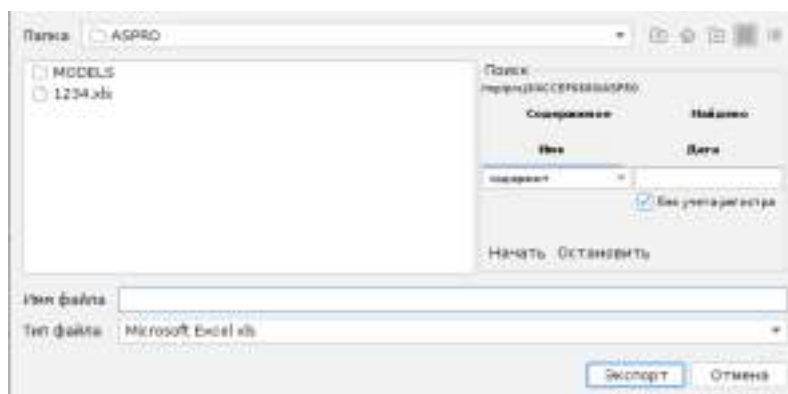 Папка ASPRO
MODELS
1234.xls
Поиск
Содержимое Найдено
Имя Дата
содержит
Без учета регистра
Начать Остановить
Имя файла
Тип файла Microsoft Excel xls
Экспорт Отмена